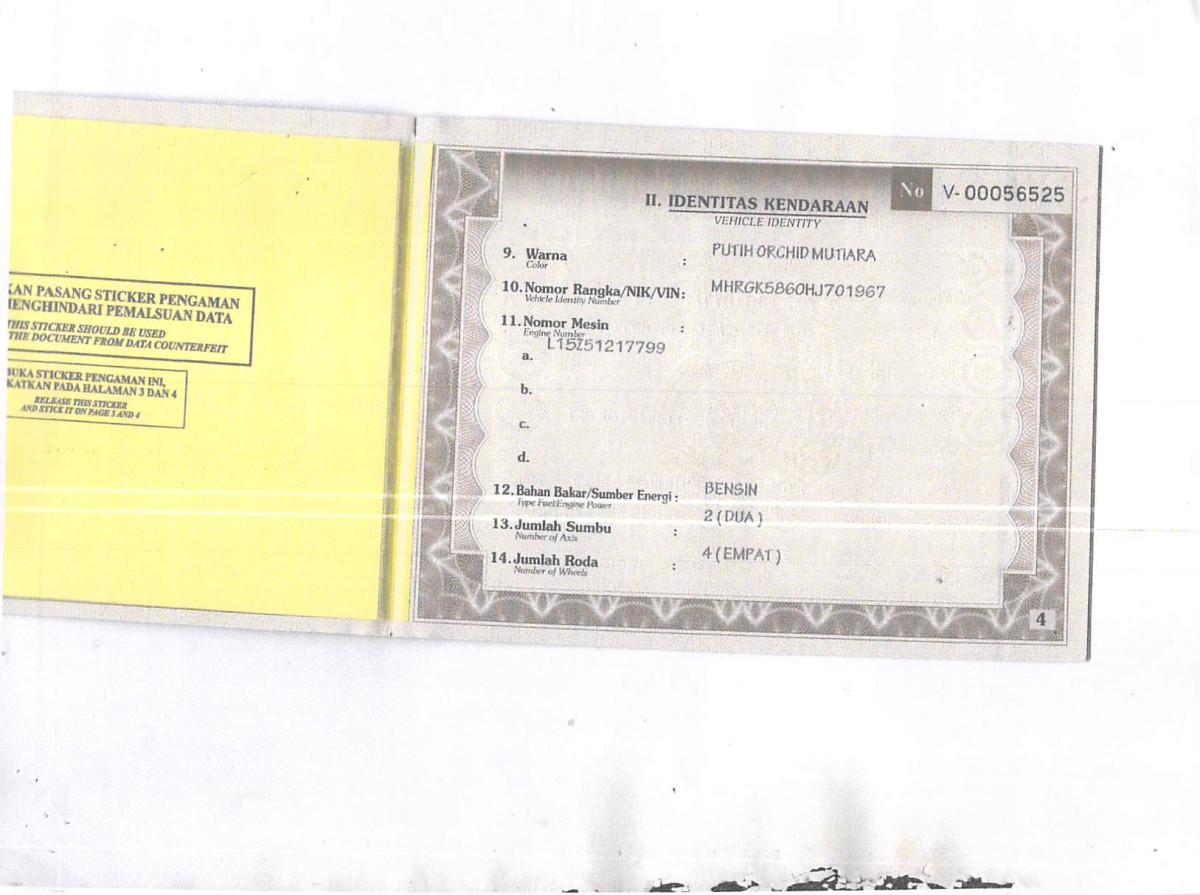 KAN PASANG STICKER PENGAMAN
MENGHINDARI PEMALSUAN DATA
THIS STICKER SHOULD BE USED
THE DOCUMENT FROM DATA COUNTERFEIT
BUKA STICKER PENGAMAN INI,
KATKAN PADA HALAMAN 3 DAN 4
RELEASE THIS STICKER
AND STICK IT ON PAGE 3 AND 4
No V-00056525
II. IDENTITAS KENDARAAN
VEHICLE IDENTITY
9. Warna : PUTIH ORCHID MUTIARA
Color
10. Nomor Rangka/NIK/VIN: MHRGK5860HJ701967
Vehicle Identity Number
11. Nomor Mesin :
Engine Number
a. L15Z51217799
b.
c.
d.
12. Bahan Bakar/Sumber Energi : BENSIN
Type Fuel/Engine Power
13. Jumlah Sumbu : 2 (DUA)
Number of Axis
14. Jumlah Roda : 4 (EMPAT)
Number of Wheels
4